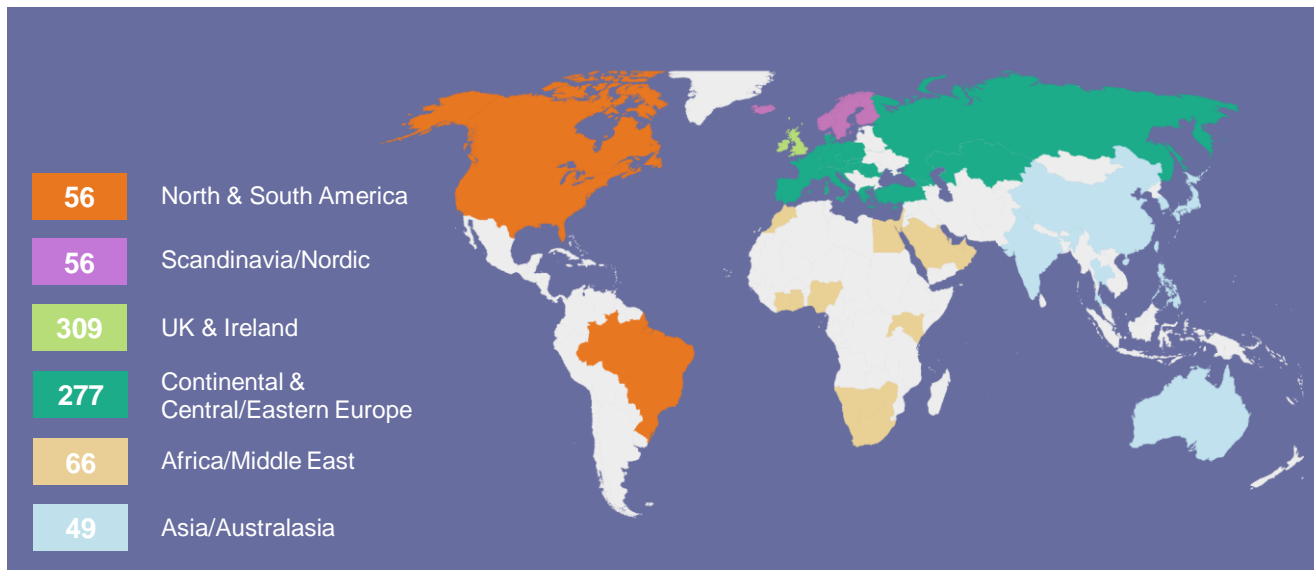 56 North & South America
56 Scandinavia/Nordic
309 UK & Ireland
277 Continental &
Central/Eastern Europe
66 Africa/Middle East
49 Asia/Australasia